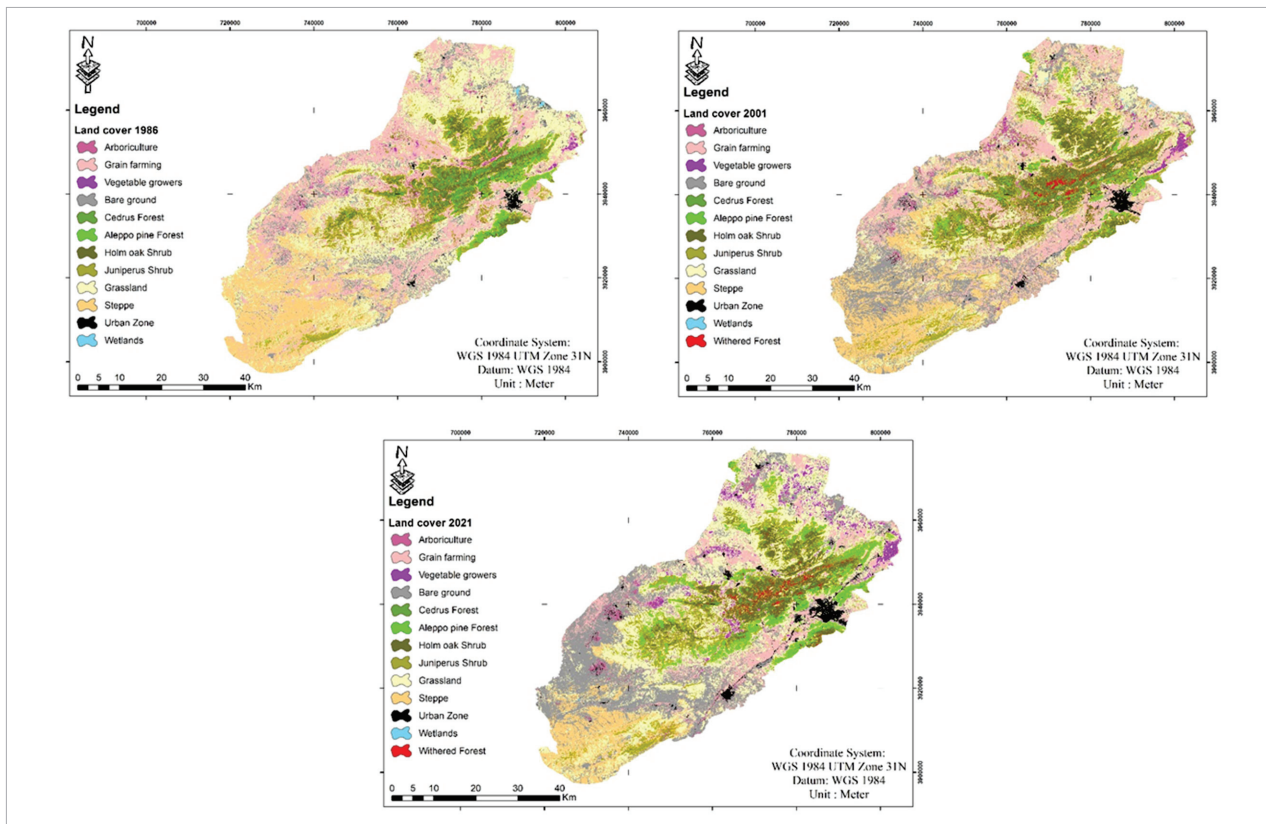 700000 720000 740000 760000 780000 800000
N
Legend
Land cover 1986
Arboriculture
Grain farming
Vegetable growers
Bare ground
Cedrus Forest
Aleppo pine Forest
Holm oak Shrub
Juniperus Shrub
Grassland
Steppe
Urban Zone
Wetlands
3960000
3940000
3920000
3900000
Coordinate System:
WGS 1984 UTM Zone 31N
Datum: WGS 1984
Unit : Meter
0 5 10 20 30 40
Km
700000 720000 740000 760000 780000 800000
N
Legend
Land cover 2001
Arboriculture
Grain farming
Vegetable growers
Bare ground
Cedrus Forest
Aleppo pine Forest
Holm oak Shrub
Juniperus Shrub
Grassland
Steppe
Urban Zone
Wetlands
Withered Forest
3960000
3940000
3920000
3900000
Coordinate System:
WGS 1984 UTM Zone 31N
Datum: WGS 1984
Unit : Meter
0 5 10 20 30 40
Km
700000 720000 740000 760000 780000 800000
N
Legend
Land cover 2021
Arboriculture
Grain farming
Vegetable growers
Bare ground
Cedrus Forest
Aleppo pine Forest
Holm oak Shrub
Juniperus Shrub
Grassland
Steppe
Urban Zone
Wetlands
Withered Forest
3960000
3940000
3920000
3900000
Coordinate System:
WGS 1984 UTM Zone 31N
Datum: WGS 1984
Unit : Meter
0 5 10 20 30 40
Km